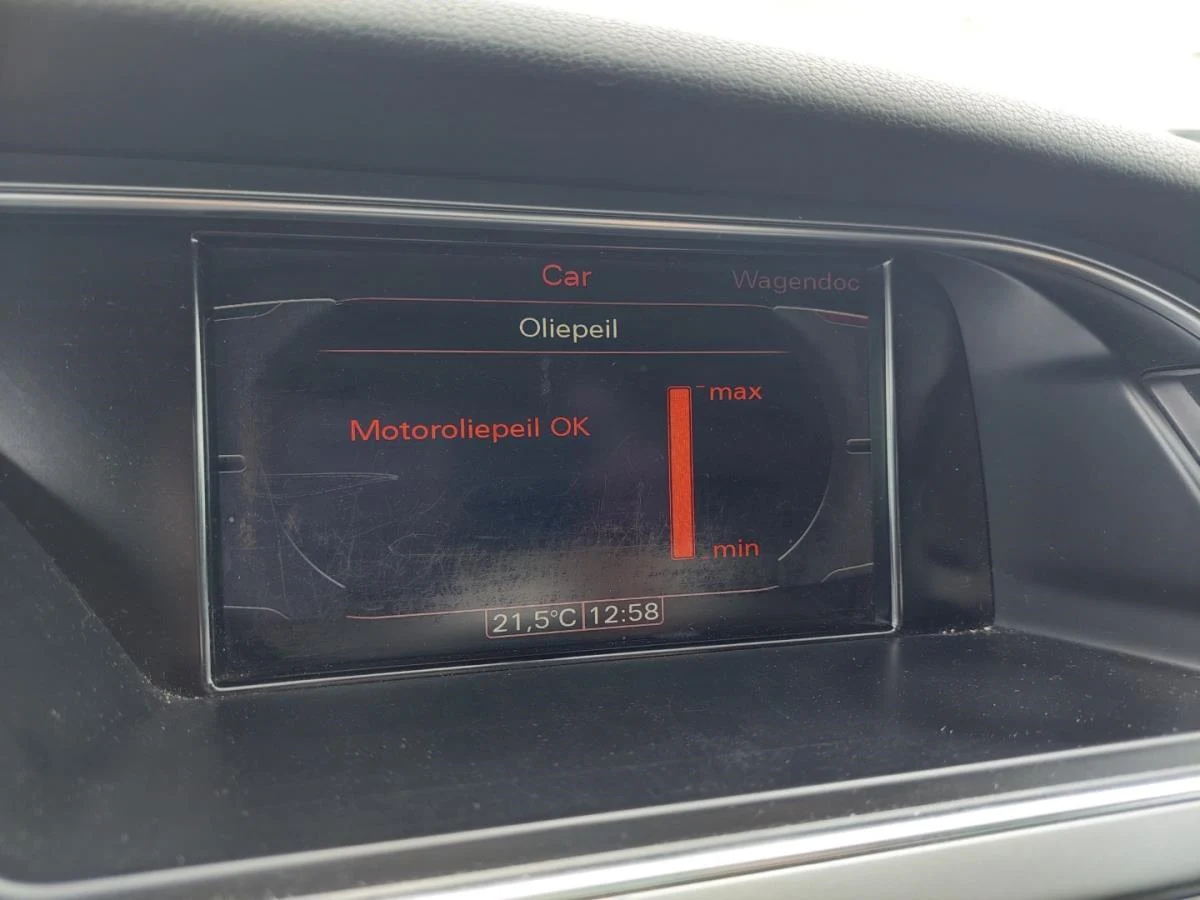 Car
Wagendoc
Oliepeil
max
Motoroliepeil OK
min
21,5°C 12:58